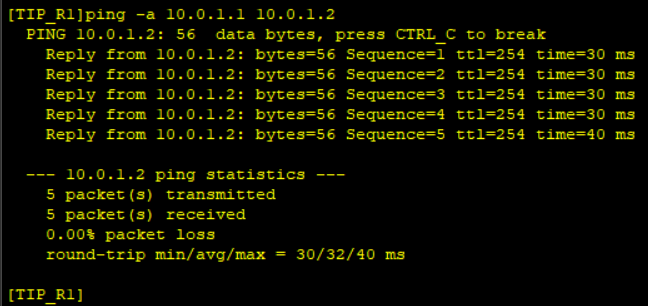 [TIP_R1]ping -a 10.0.1.1 10.0.1.2
PING 10.0.1.2: 56 data bytes, press CTRL_C to break
Reply from 10.0.1.2: bytes=56 Sequence=1 ttl=254 time=30 ms
Reply from 10.0.1.2: bytes=56 Sequence=2 ttl=254 time=30 ms
Reply from 10.0.1.2: bytes=56 Sequence=3 ttl=254 time=30 ms
Reply from 10.0.1.2: bytes=56 Sequence=4 ttl=254 time=30 ms
Reply from 10.0.1.2: bytes=56 Sequence=5 ttl=254 time=40 ms
--- 10.0.1.2 ping statistics ---
5 packet(s) transmitted
5 packet(s) received
0.00% packet loss
round-trip min/avg/max = 30/32/40 ms
[TIP_R1]